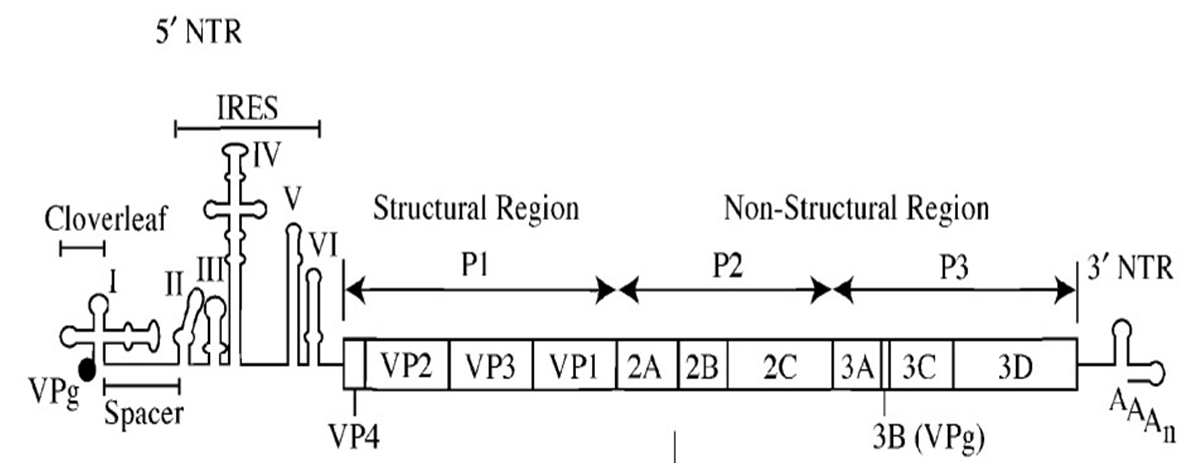 5′ NTR
IRES
IV
V
VI
Cloverleaf
I
II
III
Structural Region
Non-Structural Region
P1
P2
P3
3′ NTR
VP2
VP3
VP1
2A
2B
2C
3A
3C
3D
VPg
Spacer
VP4
3B (VPg)
AAAn